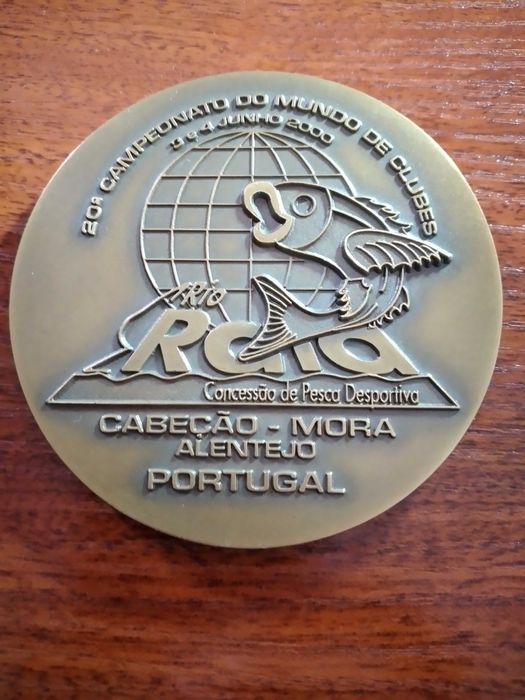 20º CAMPEONATO DO MUNDO DE CLUBES
3 e 4 JUNHO 2000
RIO
Raia
Concessão de Pesca Desportiva
CABEÇÃO - MORA
ALENTEJO
PORTUGAL